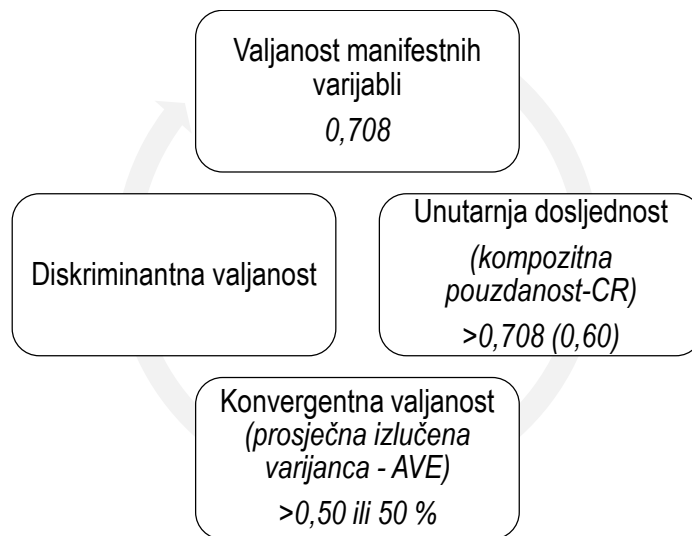 Valjanost manifestnih
varijabli
0,708
Unutarnja dosljednost
(kompozitna
pouzdanost-CR)
>0,708 (0,60)
Konvergentna valjanost
(prosječna izlučena
varijanca - AVE)
>0,50 ili 50 %
Diskriminantna valjanost